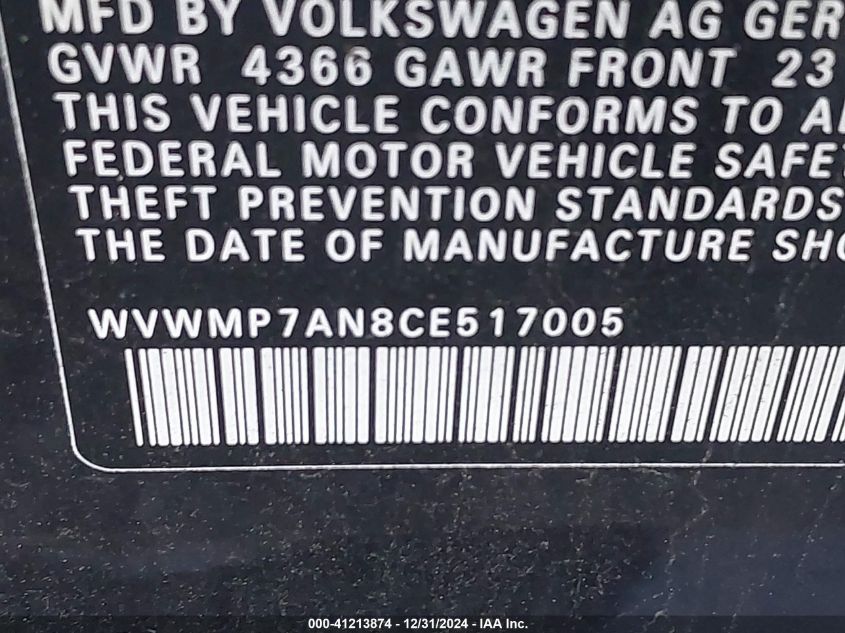 MFD BY VOLKSWAGEN AG GER
GVWR 4366 GAWR FRONT 23
THIS VEHICLE CONFORMS TO A
FEDERAL MOTOR VEHICLE SAFE
THEFT PREVENTION STANDARDS
THE DATE OF MANUFACTURE SHO
WVWMP7AN8CE517005
000-41213874 - 12/31/2024 - IAA Inc.